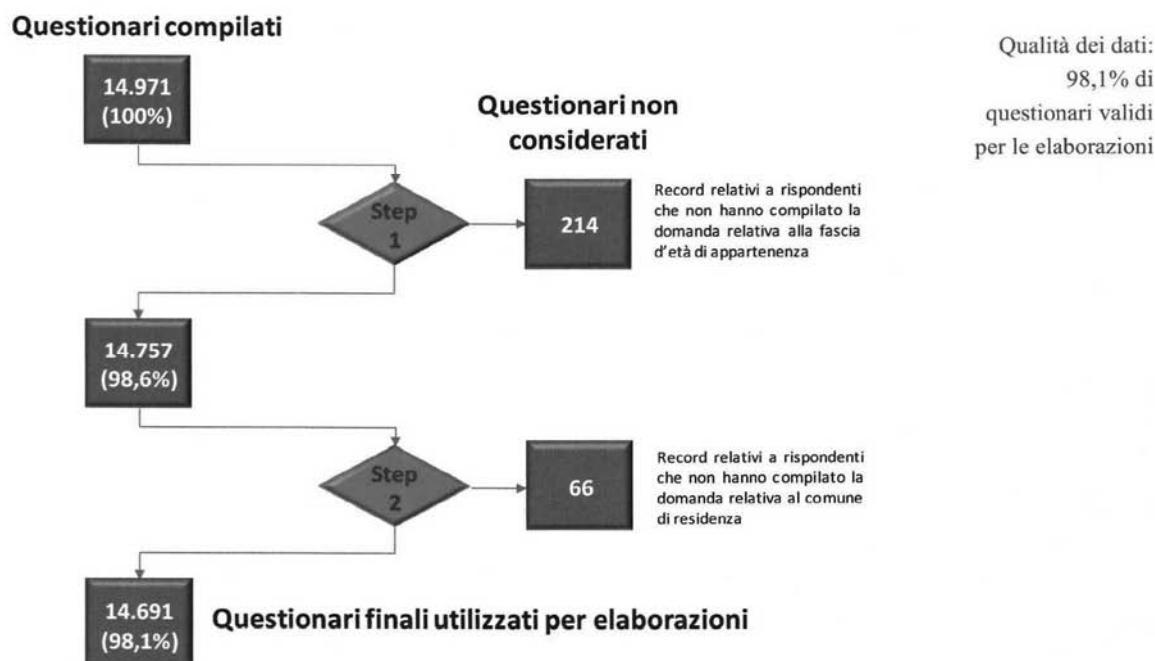 Questionari compilati
14.971
(100%)
Questionari non
considerati
Qualità dei dati:
98,1% di
questionari validi
per le elaborazioni
Step
1
214
Record relativi a rispondenti
che non hanno compilato la
domanda relativa alla fascia
d'età di appartenenza
14.757
(98,6%)
Step
2
66
Record relativi a rispondenti
che non hanno compilato la
domanda relativa al comune
di residenza
14.691
(98,1%)
Questionari finali utilizzati per elaborazioni